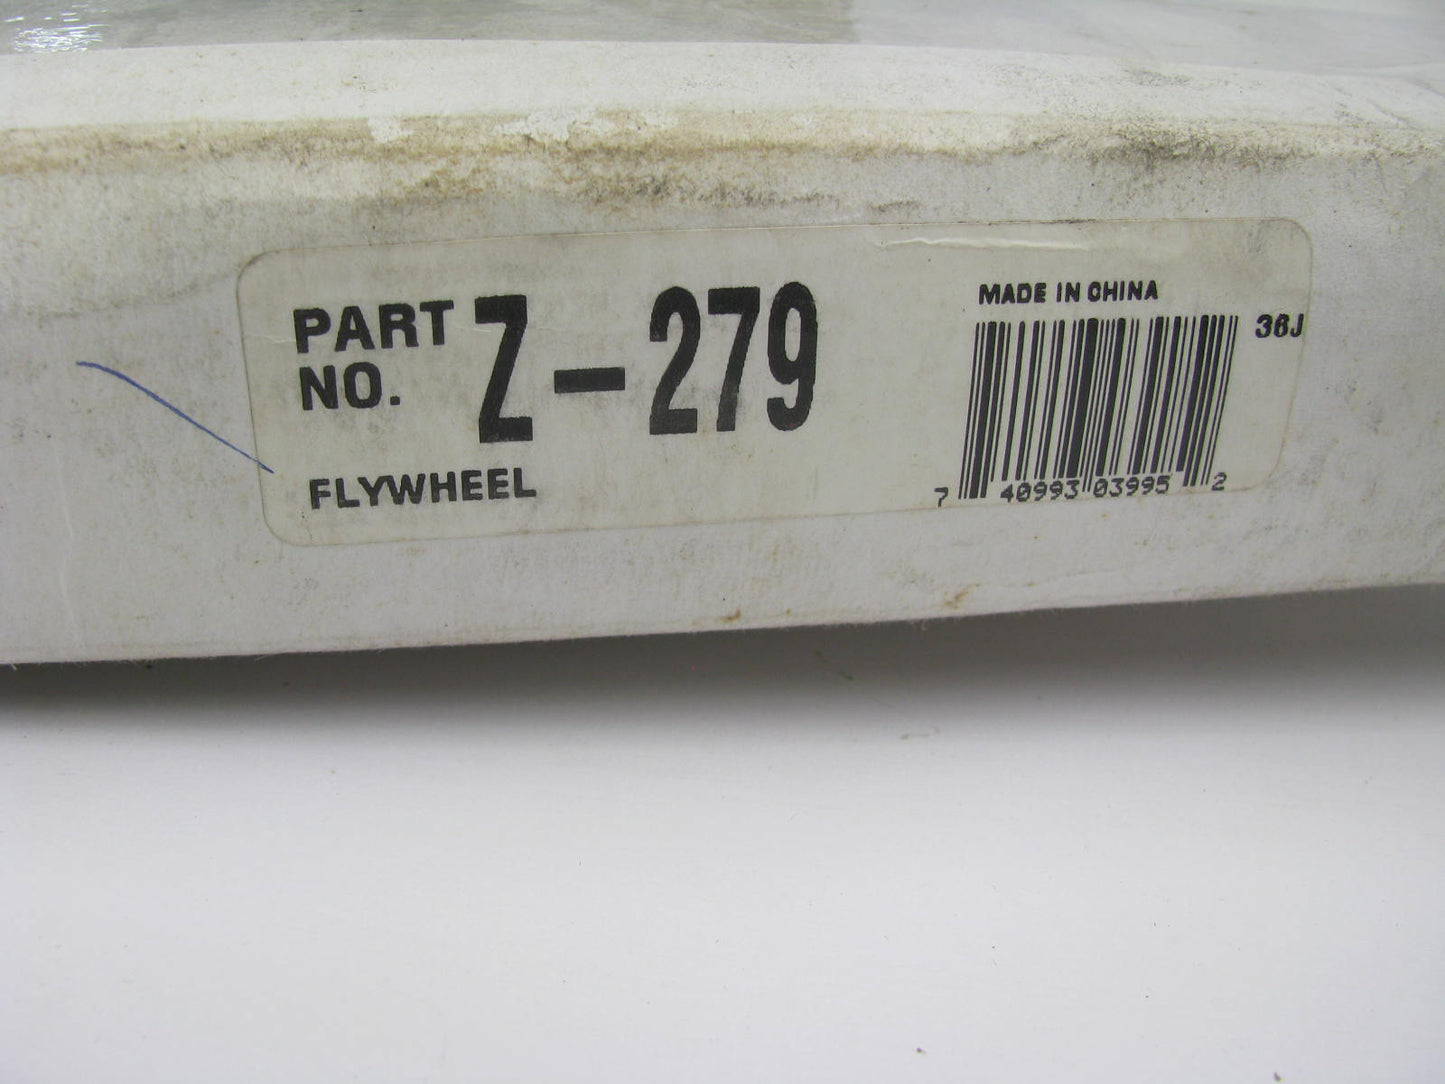 PART NO. Z-279
FLYWHEEL
MADE IN CHINA
36J
7 40993 03995 2